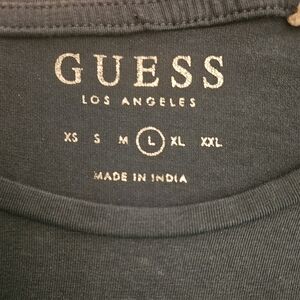 GUESS
LOS ANGELES
XS S M L XL XXL
MADE IN INDIA